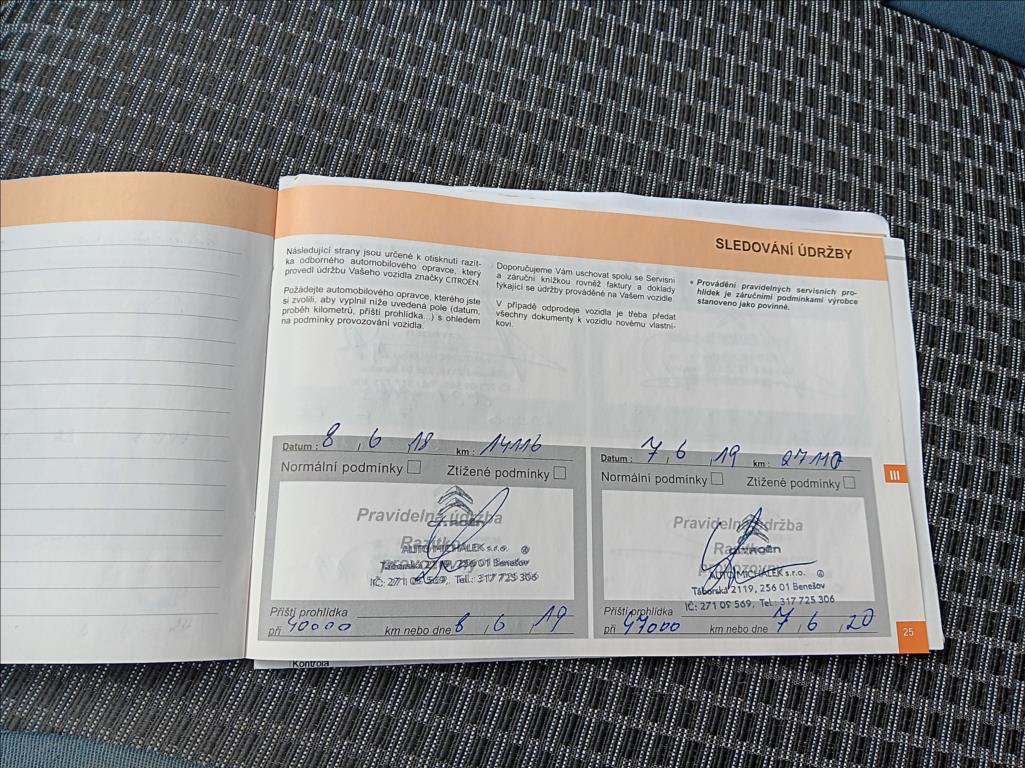 SLEDOVÁNÍ ÚDRŽBY
Následující strany jsou určené k otisknutí razít-
ka odborného automobilového opravce, který
provedl údržbu Vašeho vozidla značky CITROËN.
Požádejte automobilového opravce, kterého jste
si zvolili, aby vyplnil níže uvedená pole (datum,
proběh kilometrů, příští prohlídka...) s ohledem
na podmínky provozování vozidla.
Doporučujeme Vám uschovat spolu se Servisní
a záruční knížkou rovněž faktury a doklady
týkající se údržby prováděné na Vašem vozidle.
V případě odprodeje vozidla je třeba předat
všechny dokumenty k vozidlu novému vlastní-
kovi.
* Provádění pravidelných servisních pro-
hlídek je záručními podmínkami výrobce
stanoveno jako povinné.
Datum : 8 , 6 , 18 km : 14116
Normální podmínky Ztížené podmínky
Pravidelná údržba
Razítko
AUTO MICHÁLEK s.r.o.
Táborská 2119, 256 01 Benešov
IČ: 271 09 569, Tel.: 317 725 306
Příští prohlídka
při 40000 km nebo dne 8 , 6 , 19
Datum : 7 , 6 , 19 km : 27110
Normální podmínky Ztížené podmínky
Pravidelná údržba
Razítko
CITROËN
PROVOZOVNY
AUTO MICHÁLEK s.r.o.
Táborská 2119, 256 01 Benešov
IČ: 271 09 569, Tel.: 317 725 306
Příští prohlídka
při 47000 km nebo dne 7 , 6 , 20
III
25
Kontrola